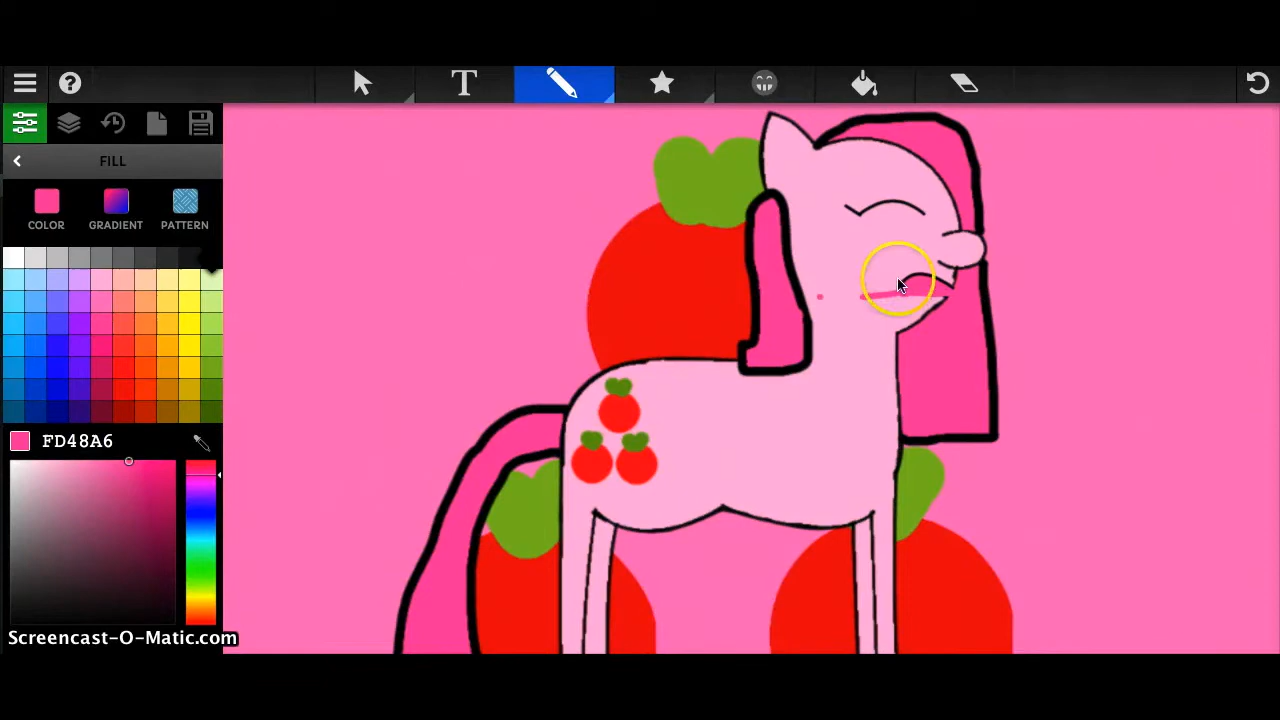 T
FILL
COLOR GRADIENT PATTERN
FD48A6
Screencast-O-Matic.com